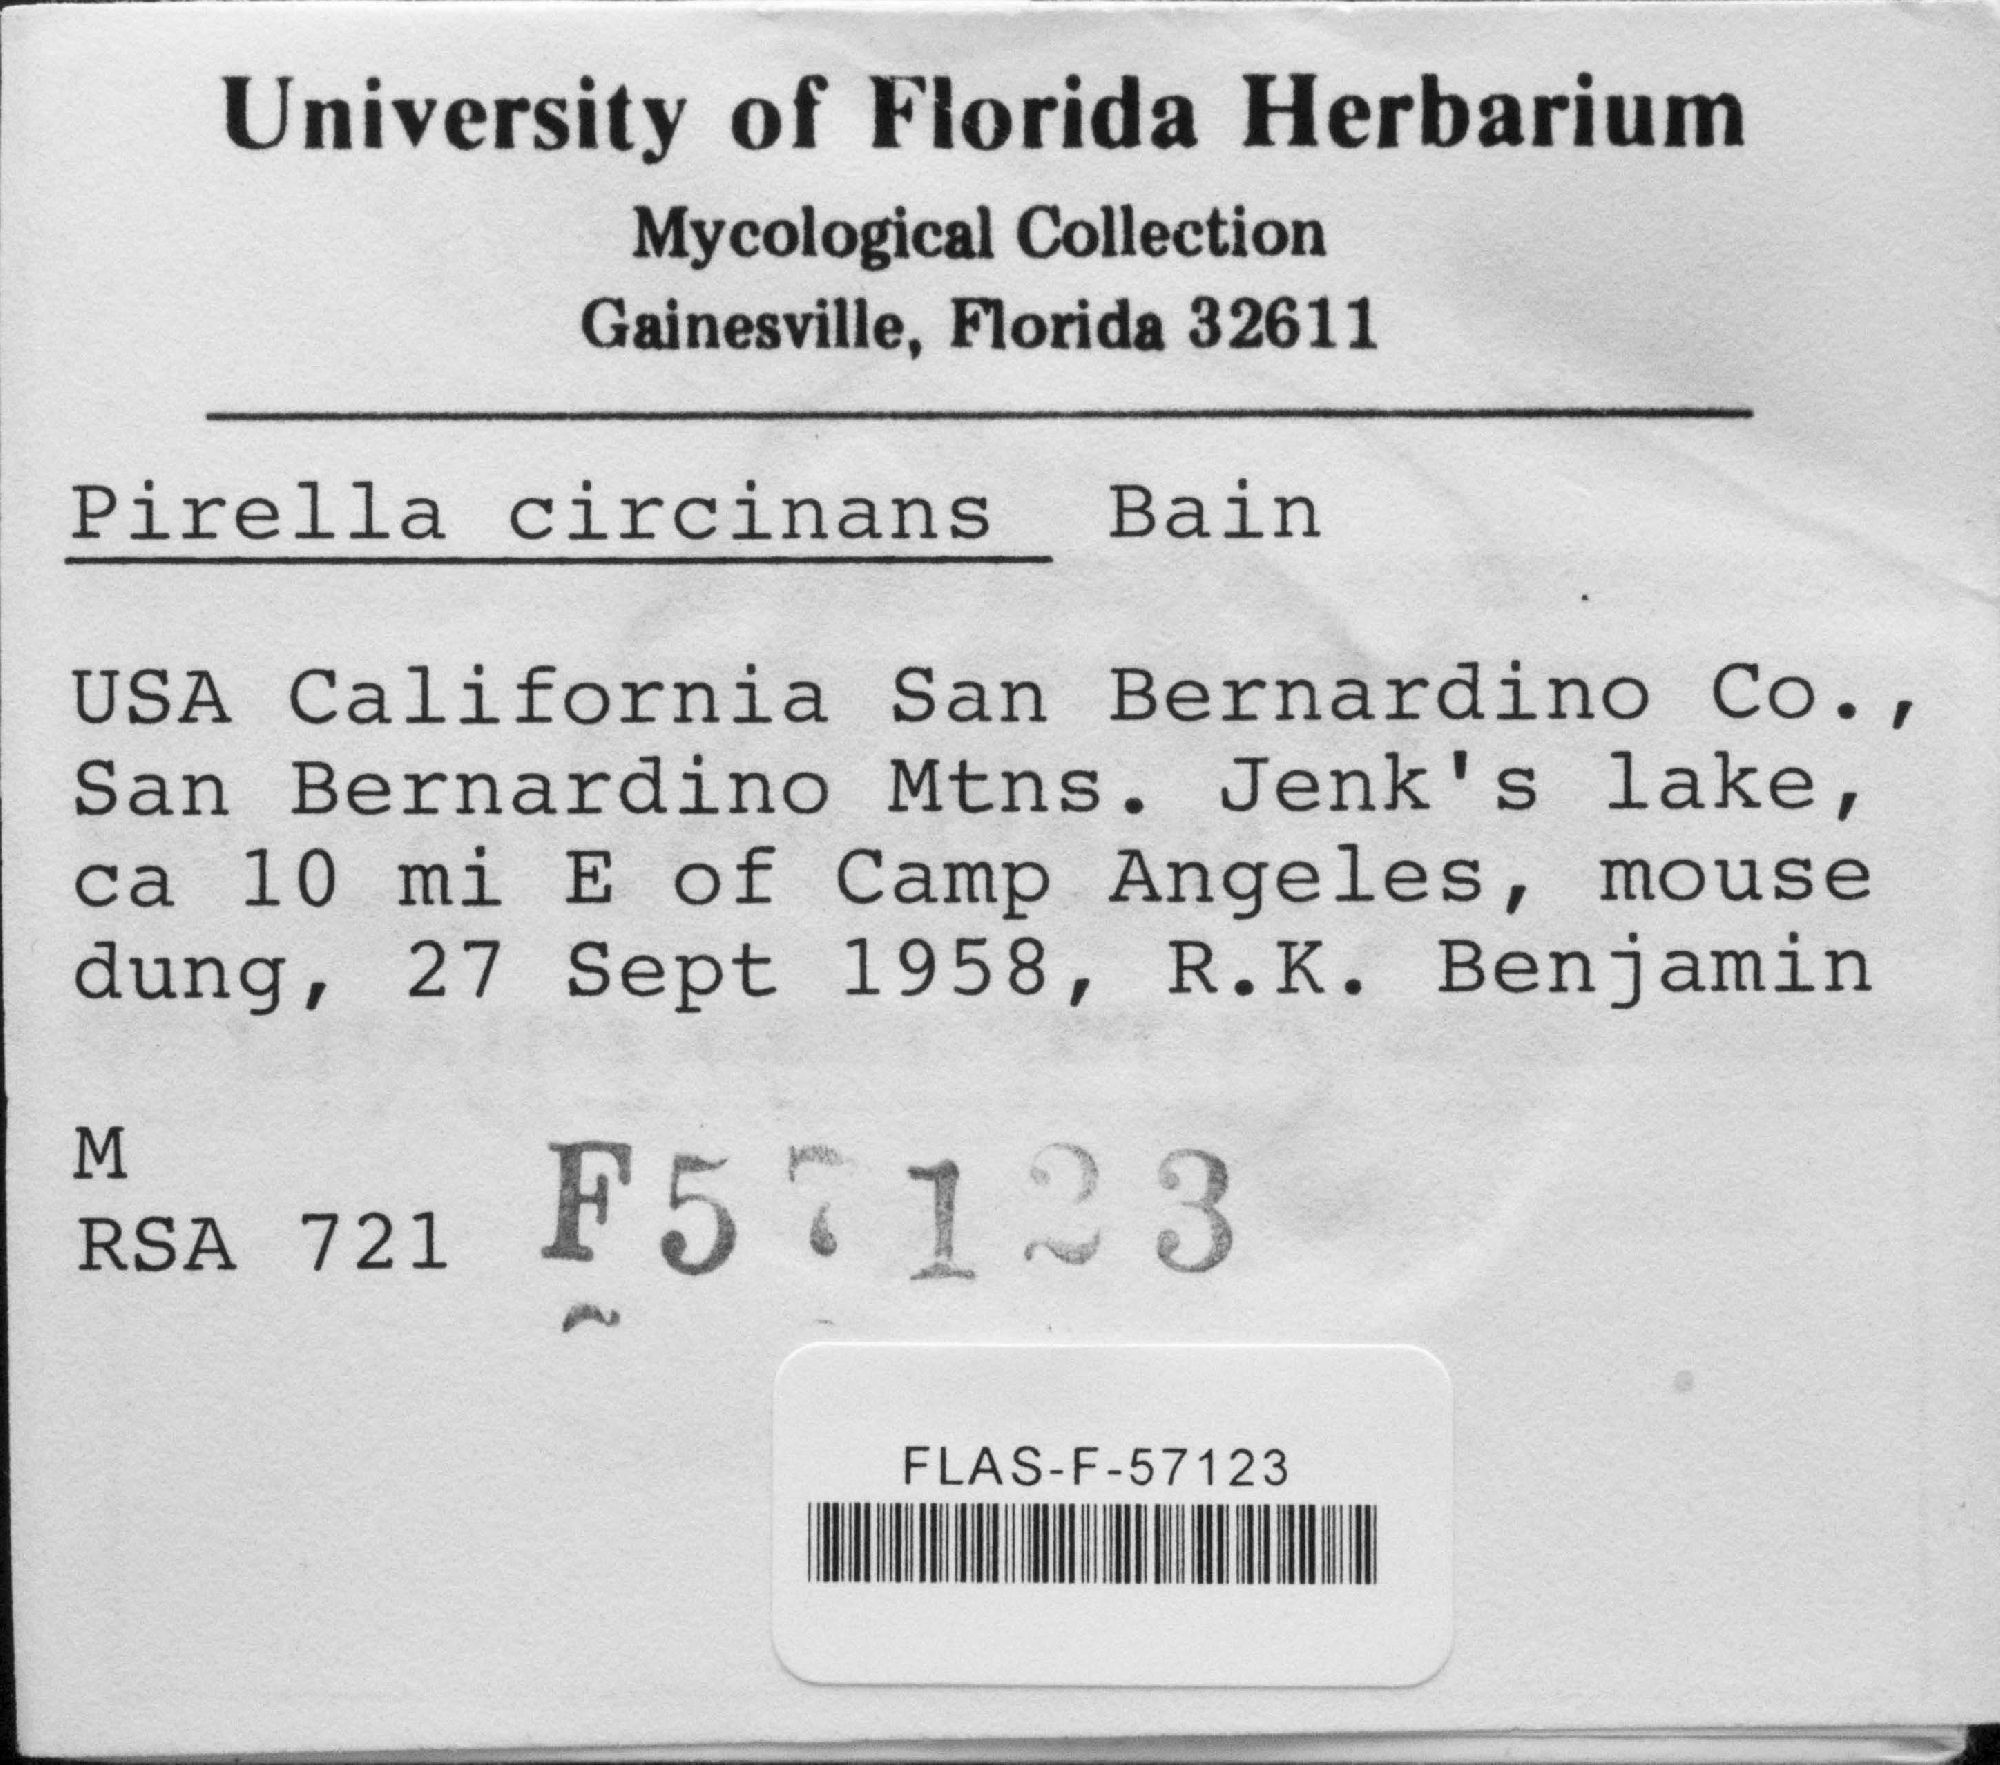 University of Florida Herbarium
Mycological Collection
Gainesville, Florida 32611
Pirella circinans Bain
USA California San Bernardino Co.,
San Bernardino Mtns. Jenk's lake,
ca 10 mi E of Camp Angeles, mouse
dung, 27 Sept 1958, R.K. Benjamin
M
RSA 721
F57123
FLAS-F-57123